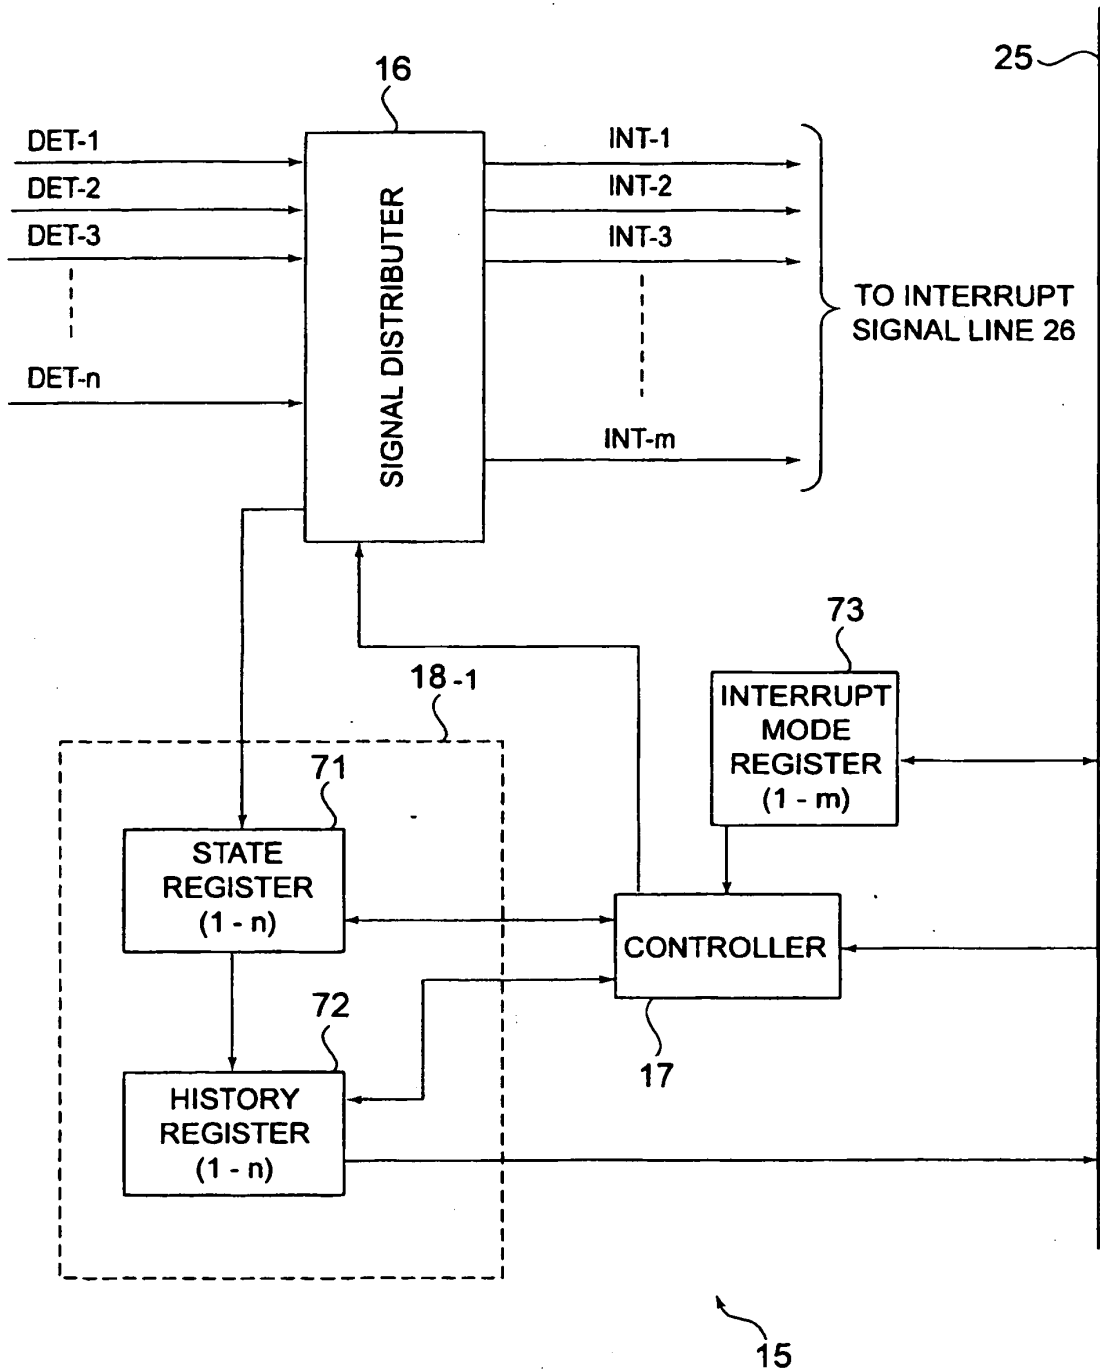 25
16
DET-1
DET-2
DET-3
DET-n
SIGNAL DISTRIBUTER
INT-1
INT-2
INT-3
INT-m
TO INTERRUPT
SIGNAL LINE 26
73
INTERRUPT
MODE
REGISTER
(1 - m)
18-1
71
STATE
REGISTER
(1 - n)
CONTROLLER
17
72
HISTORY
REGISTER
(1 - n)
15